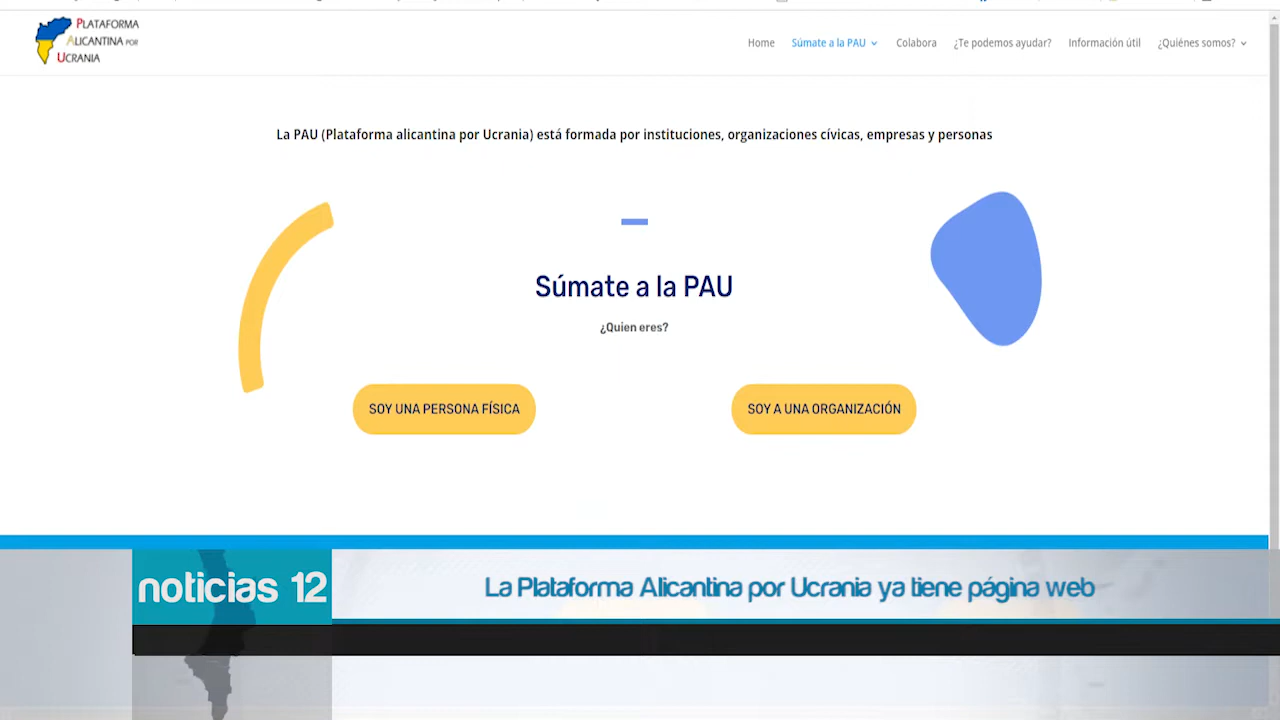 PLATAFORMA
ALICANTINA POR
UCRANIA
Home Súmate a la PAU Colabora ¿Te podemos ayudar? Información útil ¿Quiénes somos?
La PAU (Plataforma alicantina por Ucrania) está formada por instituciones, organizaciones cívicas, empresas y personas
Súmate a la PAU
¿Quien eres?
SOY UNA PERSONA FÍSICA
SOY A UNA ORGANIZACIÓN
noticias 12
La Plataforma Alicantina por Ucrania ya tiene página web